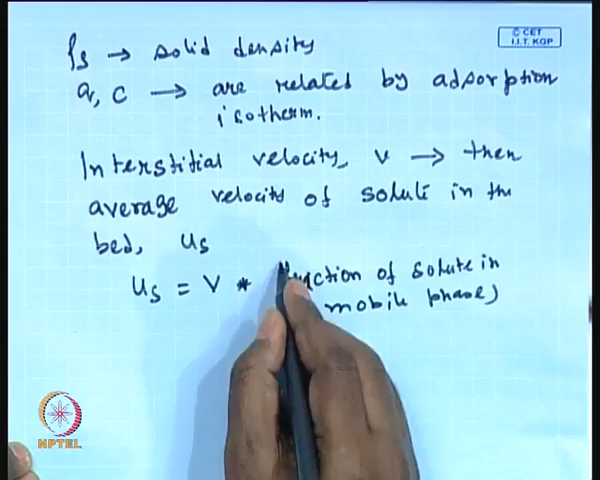 © CET
I.I.T. KGP
ρs → solid density
q, c → are related by adsorption
isotherm.
Interstitial velocity, v → then
average velocity of solute in the
bed, us
us = v * fraction of solute in
mobile phase)
NPTEL